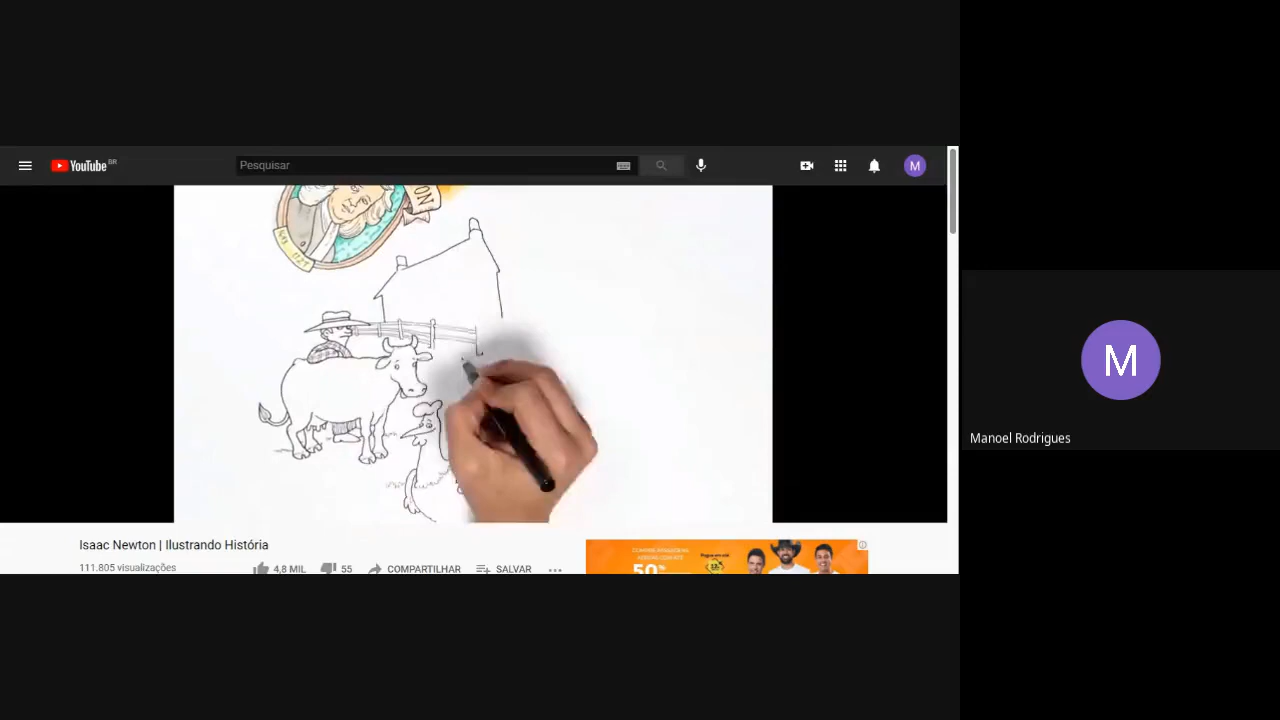 YouTube BR
Pesquisar
M
ON
Isaac Newton | Ilustrando História
111.805 visualizações
4,8 MIL
55
COMPARTILHAR
SALVAR
50%
M
Manoel Rodrigues